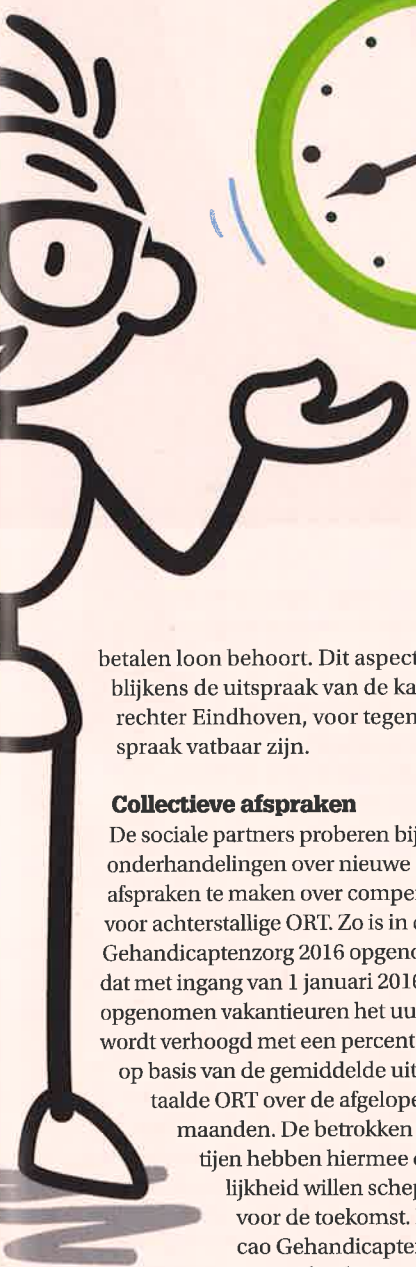 betalen loon behoort. Dit aspect
blijkens de uitspraak van de ka
rechter Eindhoven, voor tegen
spraak vatbaar zijn.
Collectieve afspraken
De sociale partners proberen bij
onderhandelingen over nieuwe
afspraken te maken over compe
voor achterstallige ORT. Zo is in
Gehandicaptenzorg 2016 opgeno
dat met ingang van 1 januari 2016
opgenomen vakantieuren het uu
wordt verhoogd met een percent
op basis van de gemiddelde uit
taalde ORT over de afgelope
maanden. De betrokken
tijen hebben hiermee
lijkheid willen schep
voor de toekomst.
cao Gehandicapte